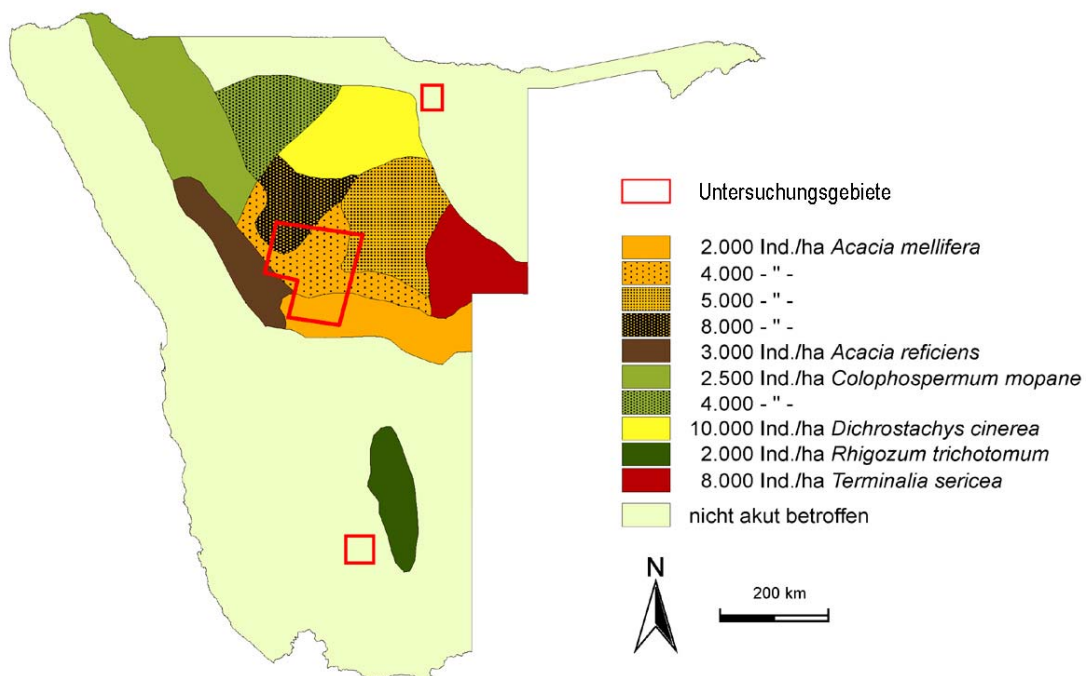 Untersuchungsgebiete
2.000 Ind./ha Acacia mellifera
4.000 - " -
5.000 - " -
8.000 - " -
3.000 Ind./ha Acacia reficiens
2.500 Ind./ha Colophospermum mopane
4.000 - " -
10.000 Ind./ha Dichrostachys cinerea
2.000 Ind./ha Rhigozum trichotomum
8.000 Ind./ha Terminalia sericea
nicht akut betroffen
N
200 km